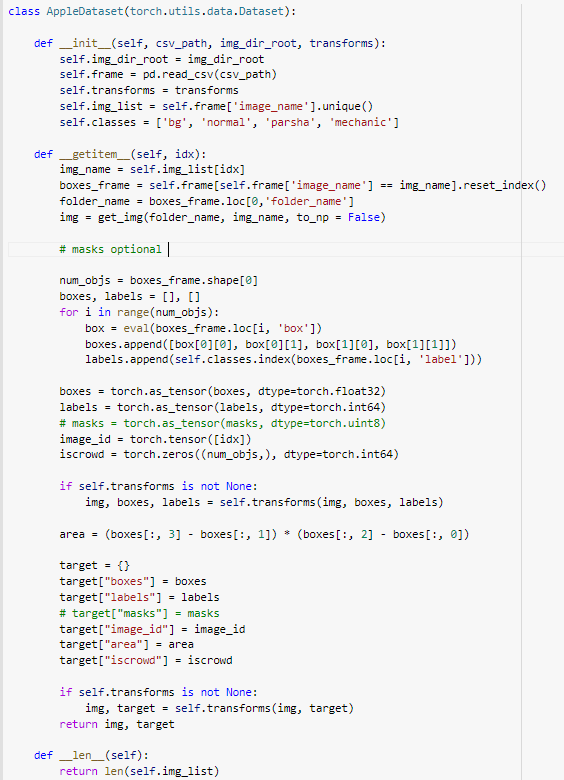 class AppleDataset(torch.utils.data.Dataset):
def __init__(self, csv_path, img_dir_root, transforms):
self.img_dir_root = img_dir_root
self.frame = pd.read_csv(csv_path)
self.transforms = transforms
self.img_list = self.frame['image_name'].unique()
self.classes = ['bg', 'normal', 'parsha', 'mechanic']
def __getitem__(self, idx):
img_name = self.img_list[idx]
boxes_frame = self.frame[self.frame['image_name'] == img_name].reset_index()
folder_name = boxes_frame.loc[0,'folder_name']
img = get_img(folder_name, img_name, to_np = False)
# masks optional
num_objs = boxes_frame.shape[0]
boxes, labels = [], []
for i in range(num_objs):
box = eval(boxes_frame.loc[i, 'box'])
boxes.append([box[0][0], box[0][1], box[1][0], box[1][1]])
labels.append(self.classes.index(boxes_frame.loc[i, 'label']))
boxes = torch.as_tensor(boxes, dtype=torch.float32)
labels = torch.as_tensor(labels, dtype=torch.int64)
# masks = torch.as_tensor(masks, dtype=torch.uint8)
image_id = torch.tensor([idx])
iscrowd = torch.zeros((num_objs,), dtype=torch.int64)
if self.transforms is not None:
img, boxes, labels = self.transforms(img, boxes, labels)
area = (boxes[:, 3] - boxes[:, 1]) * (boxes[:, 2] - boxes[:, 0])
target = {}
target["boxes"] = boxes
target["labels"] = labels
# target["masks"] = masks
target["image_id"] = image_id
target["area"] = area
target["iscrowd"] = iscrowd
if self.transforms is not None:
img, target = self.transforms(img, target)
return img, target
def __len__(self):
return len(self.img_list)